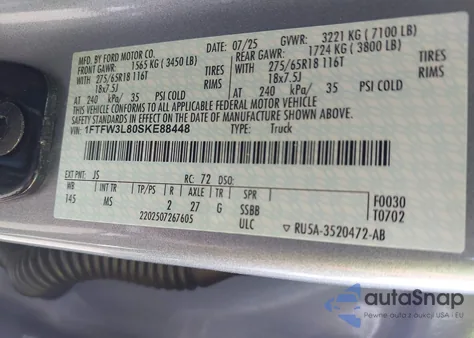 MFD. BY FORD MOTOR CO.
07/25 GVWR: 3221 KG ( 7100 LB)
FRONT GAWR: 1565 KG ( 3450 LB)
REAR GAWR: 1724 KG ( 3800 LB)
275/65R18 116T TIRES
275/65R18 116T TIRES
18x7.5J RIMS
18x7.5J RIMS
AT 240 kPa/ 35 PSI COLD
AT 240 kPa/ 35 PSI COLD
THIS VEHICLE CONFORMS TO ALL APPLICABLE FEDERAL MOTOR VEHICLE
SAFETY STANDARDS IN EFFECT ON THE DATE OF MANUFACTURE SHOWN ABOVE.
VIN: 1FTFW3L80SKE88448 TYPE: Truck
EXT PNT: JS RC: 72 DSO: F0030
WB INT TR TP/PS R AXLE TR SPR T0702
145 MS 2 27 G SSBB
2202507267605 ULC ▽ RU5A-3520472-AB
autoSnap
Pewne auto z aukcji USA i EU